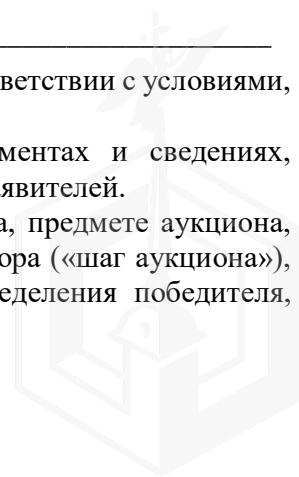 ветствии с условиями,
ментах и сведениях,
явителей.
а, предмете аукциона,
ора («шаг аукциона»),
еделения победителя,